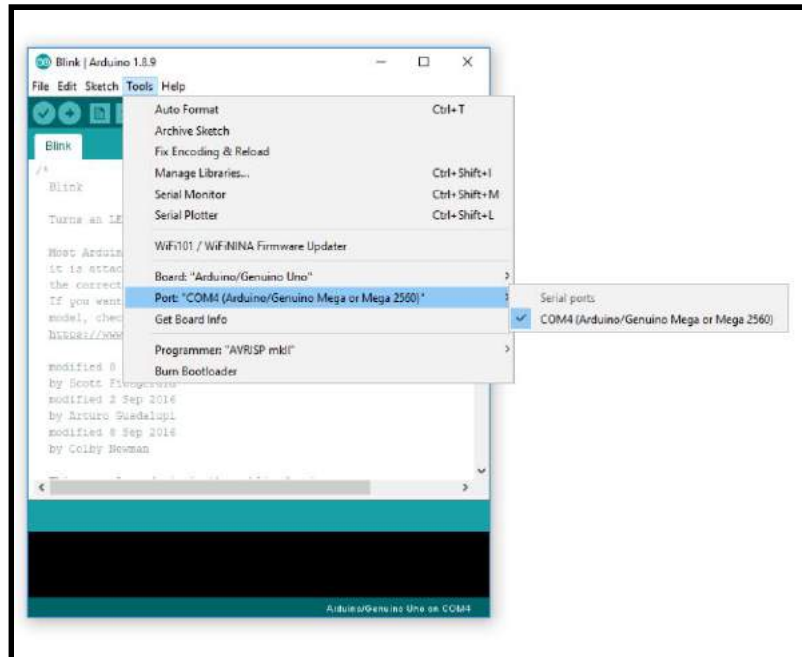 Blink | Arduino 1.8.9
File Edit Sketch Tools Help
Blink
Auto Format Ctrl+T
Archive Sketch
Fix Encoding & Reload
Manage Libraries... Ctrl+Shift+I
Serial Monitor Ctrl+Shift+M
Serial Plotter Ctrl+Shift+L
WiFi101 / WiFiNINA Firmware Updater
Board: "Arduino/Genuino Uno"
Port: "COM4 (Arduino/Genuino Mega or Mega 2560)"
Get Board Info
Programmer: "AVRISP mkII"
Burn Bootloader
Serial ports
COM4 (Arduino/Genuino Mega or Mega 2560)
/*
Blink
Turns an LE
Most Arduin
it is attac
the correct
If you want
model, chec
https://www
modified 8
by Scott
modified 2 Sep 2016
by Arturo Guadalupi
modified 8 Sep 2016
by Colby Newman
Arduino/Genuino Uno on COM4